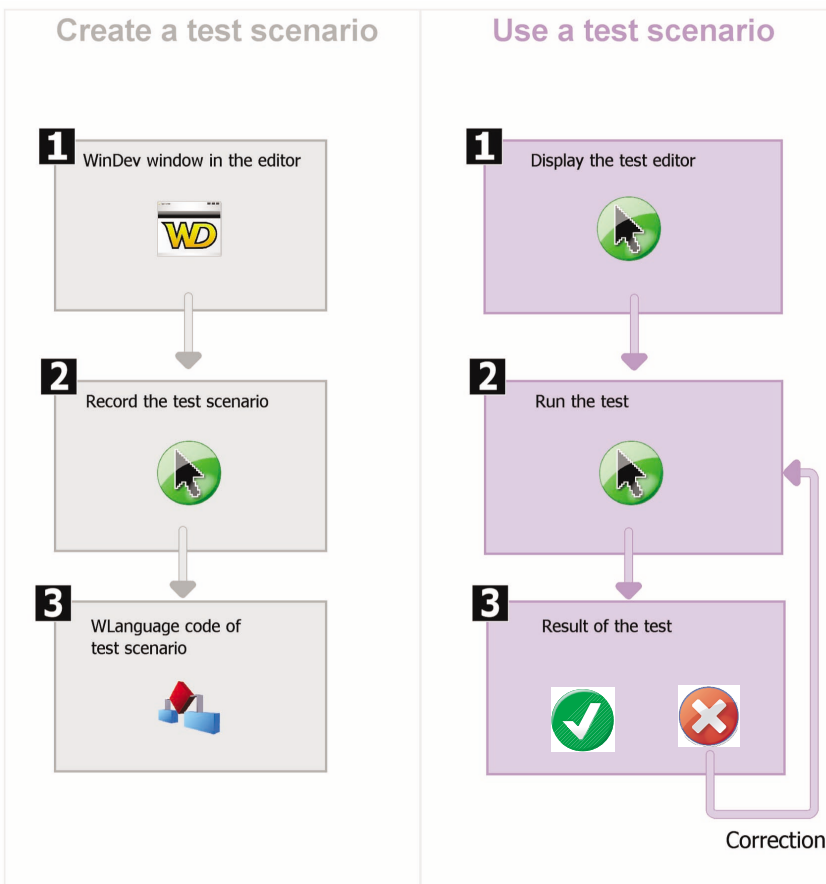 Create a test scenario
1
WinDev window in the editor
WD
2
Record the test scenario
3
WLanguage code of
test scenario
Use a test scenario
1
Display the test editor
2
Run the test
3
Result of the test
Correction